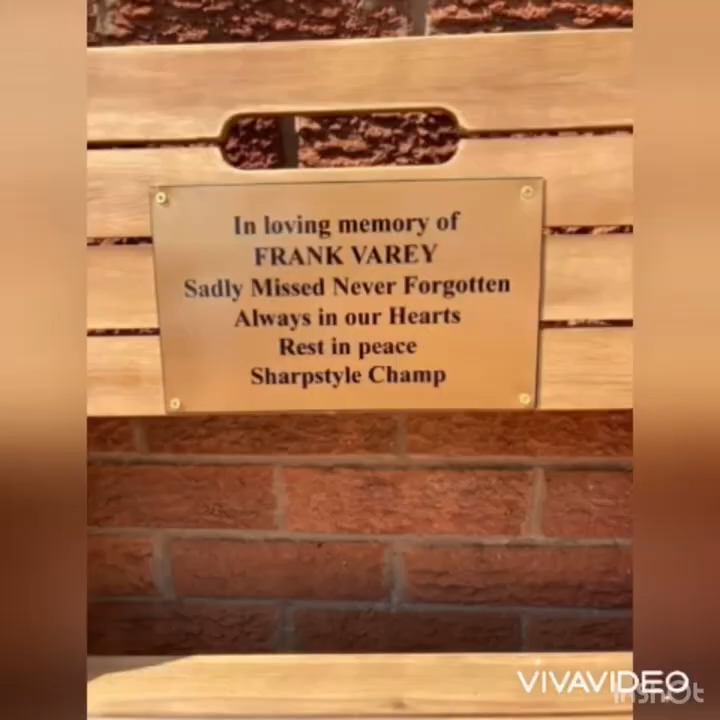 In loving memory of
FRANK VAREY
Sadly Missed Never Forgotten
Always in our Hearts
Rest in peace
Sharpstyle Champ
VIVAVIDEO
InShOt